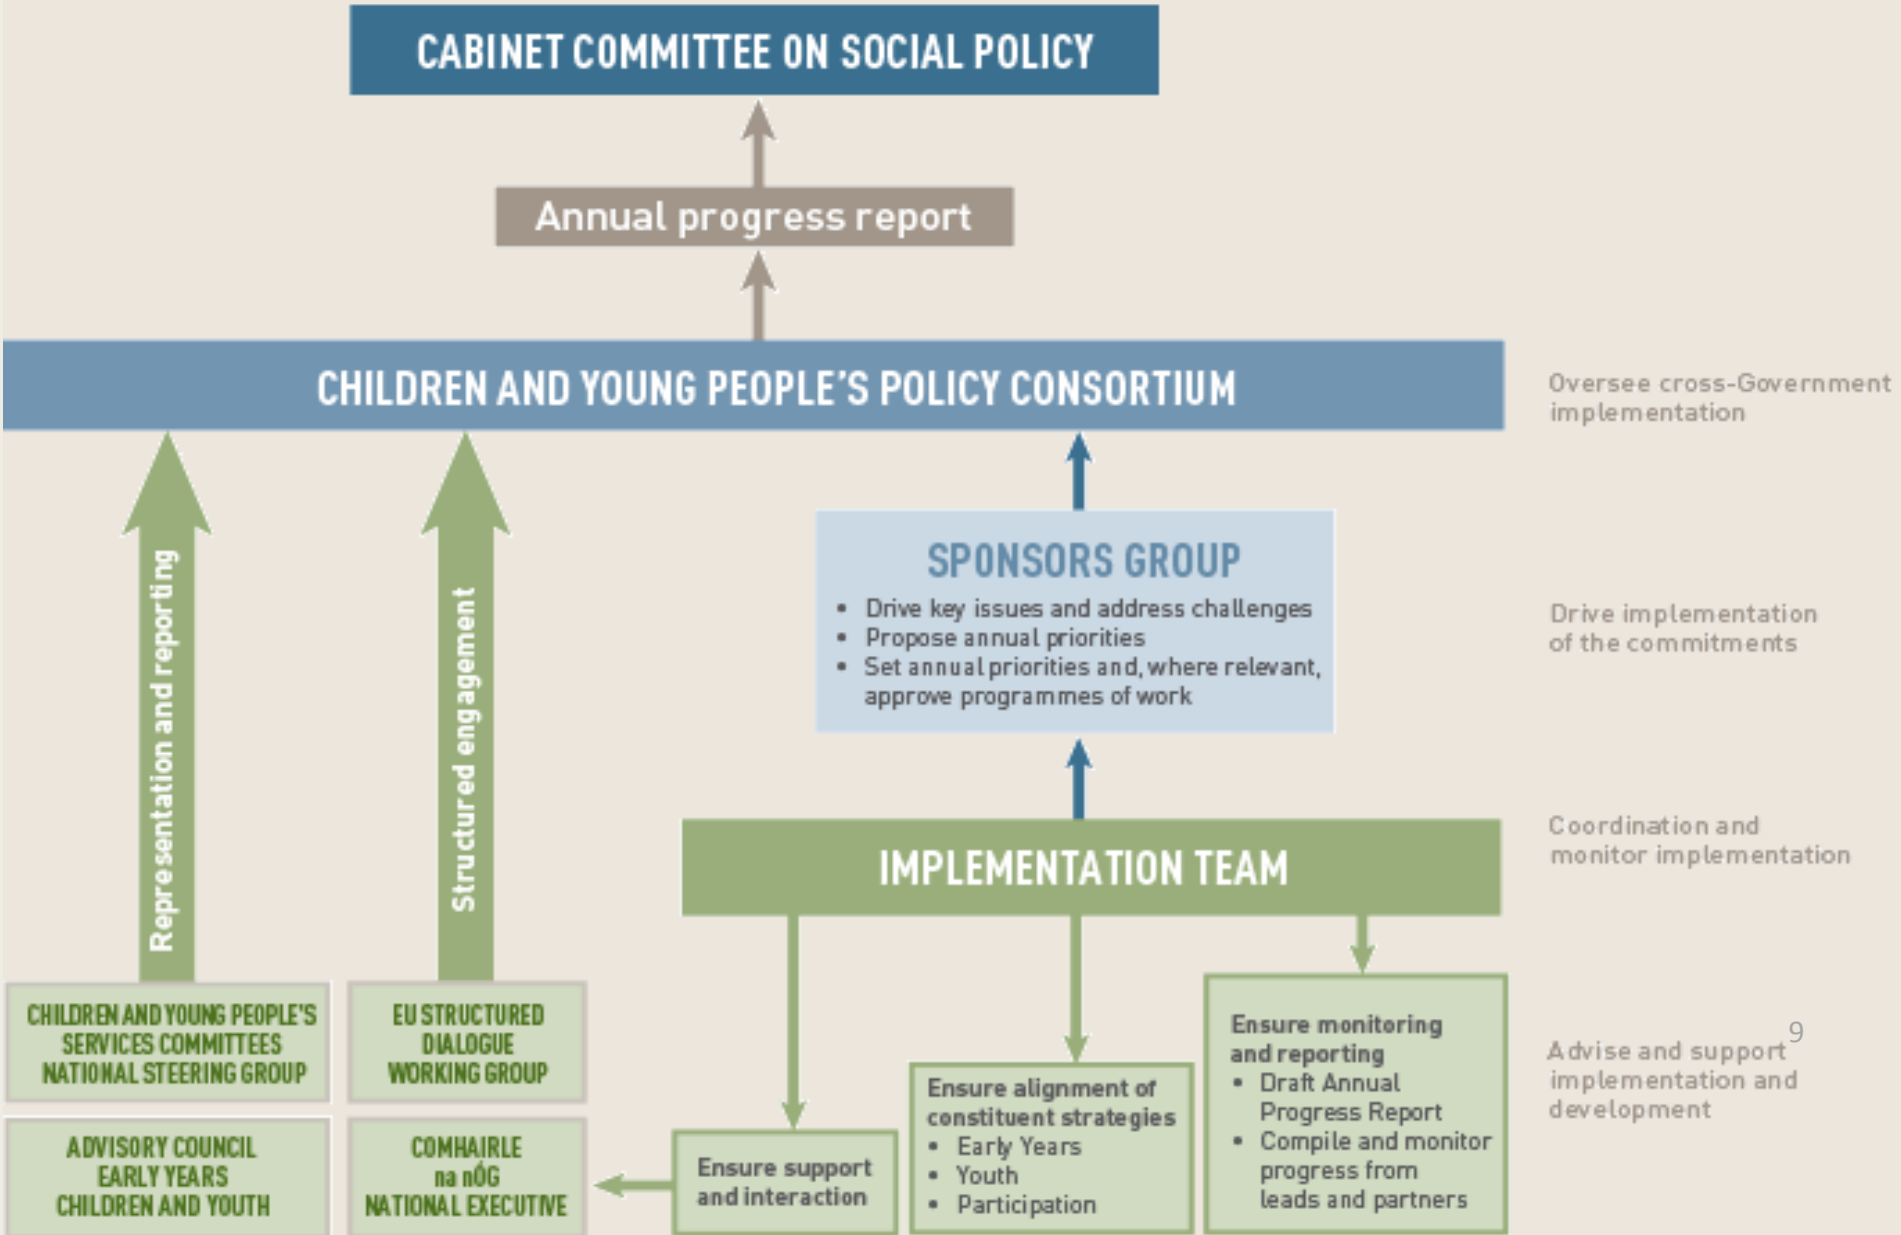 CABINET COMMITTEE ON SOCIAL POLICY
Annual progress report
CHILDREN AND YOUNG PEOPLE'S POLICY CONSORTIUM
Oversee cross-Government
implementation
Representation and reporting
Structured engagement
SPONSORS GROUP
• Drive key issues and address challenges
• Propose annual priorities
• Set annual priorities and, where relevant,
approve programmes of work
Drive implementation
of the commitments
IMPLEMENTATION TEAM
Coordination and
monitor implementation
CHILDREN AND YOUNG PEOPLE'S
SERVICES COMMITTEES
NATIONAL STEERING GROUP
EU STRUCTURED
DIALOGUE
WORKING GROUP
ADVISORY COUNCIL
EARLY YEARS
CHILDREN AND YOUTH
COMHAIRLE
na nÓG
NATIONAL EXECUTIVE
Ensure support
and interaction
Ensure alignment of
constituent strategies
• Early Years
• Youth
• Participation
Ensure monitoring
and reporting
• Draft Annual
Progress Report
• Compile and monitor
progress from
leads and partners
9
Advise and support
implementation and
development